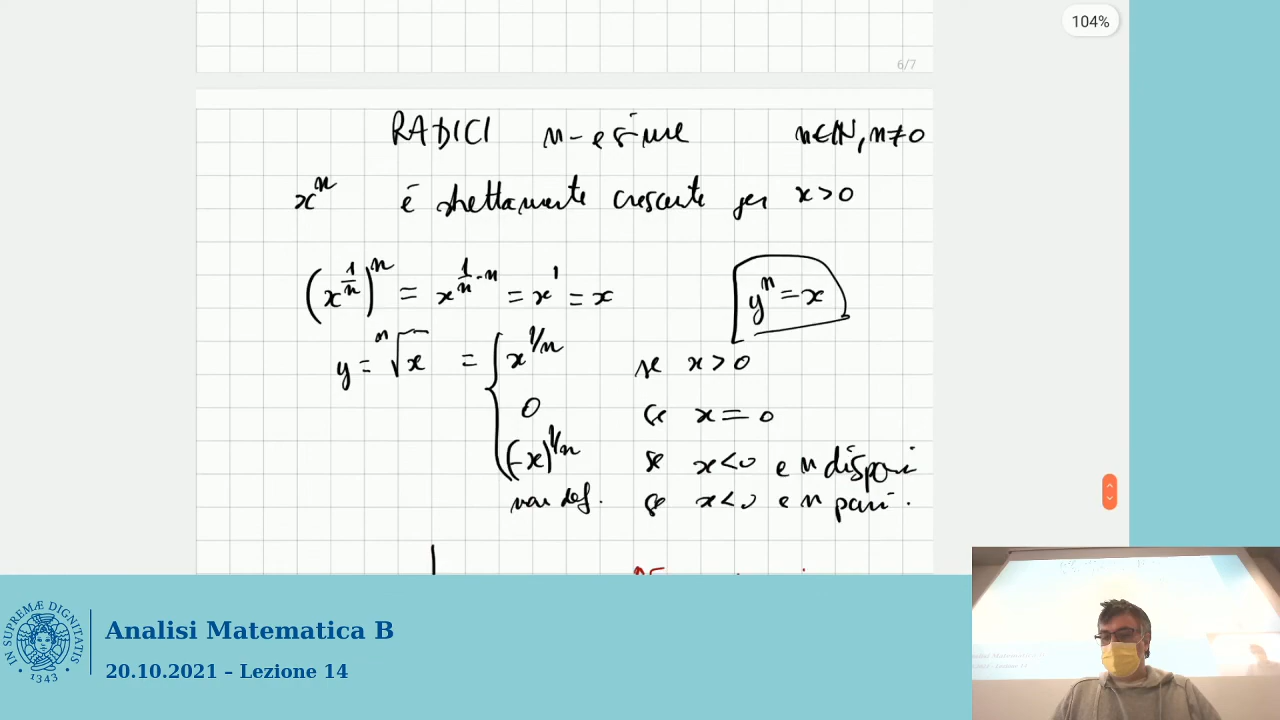 104%
6/7
RADICI n-esime n∈ℕ, n≠0
x^n è strettamente crescente per x>0
(x^{1/n})^n = x^{1/n · n} = x^1 = x
y^n = x
y = ⁿ√x = { x^{1/n} se x>0
0 se x=0
(-x)^{1/n} se x<0 e n dispari
non def. se x<0 e n pari.
IN SUPREMÆ DIGNITATIS
1343
Analisi Matematica B
20.10.2021 – Lezione 14